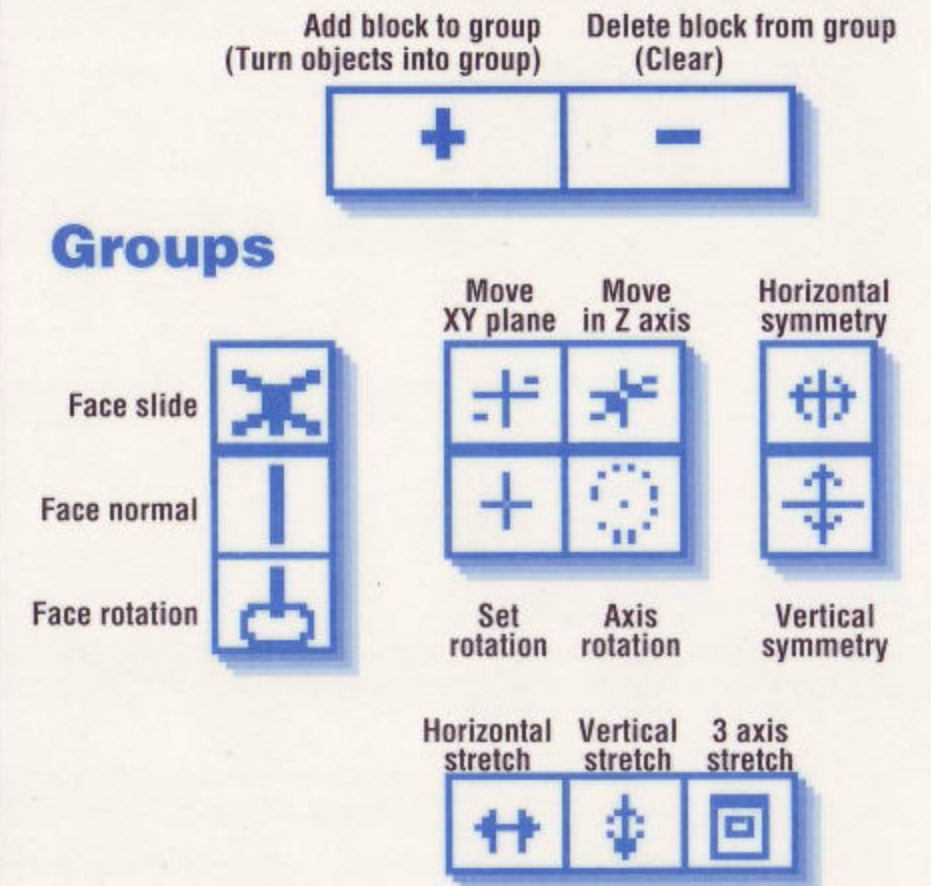 Add block to group
(Turn objects into group)
Delete block from group
(Clear)
Groups
Face slide
Face normal
Face rotation
Move
XY plane
Move
in Z axis
Horizontal
symmetry
Set
rotation
Axis
rotation
Vertical
symmetry
Horizontal
stretch
Vertical
stretch
3 axis
stretch